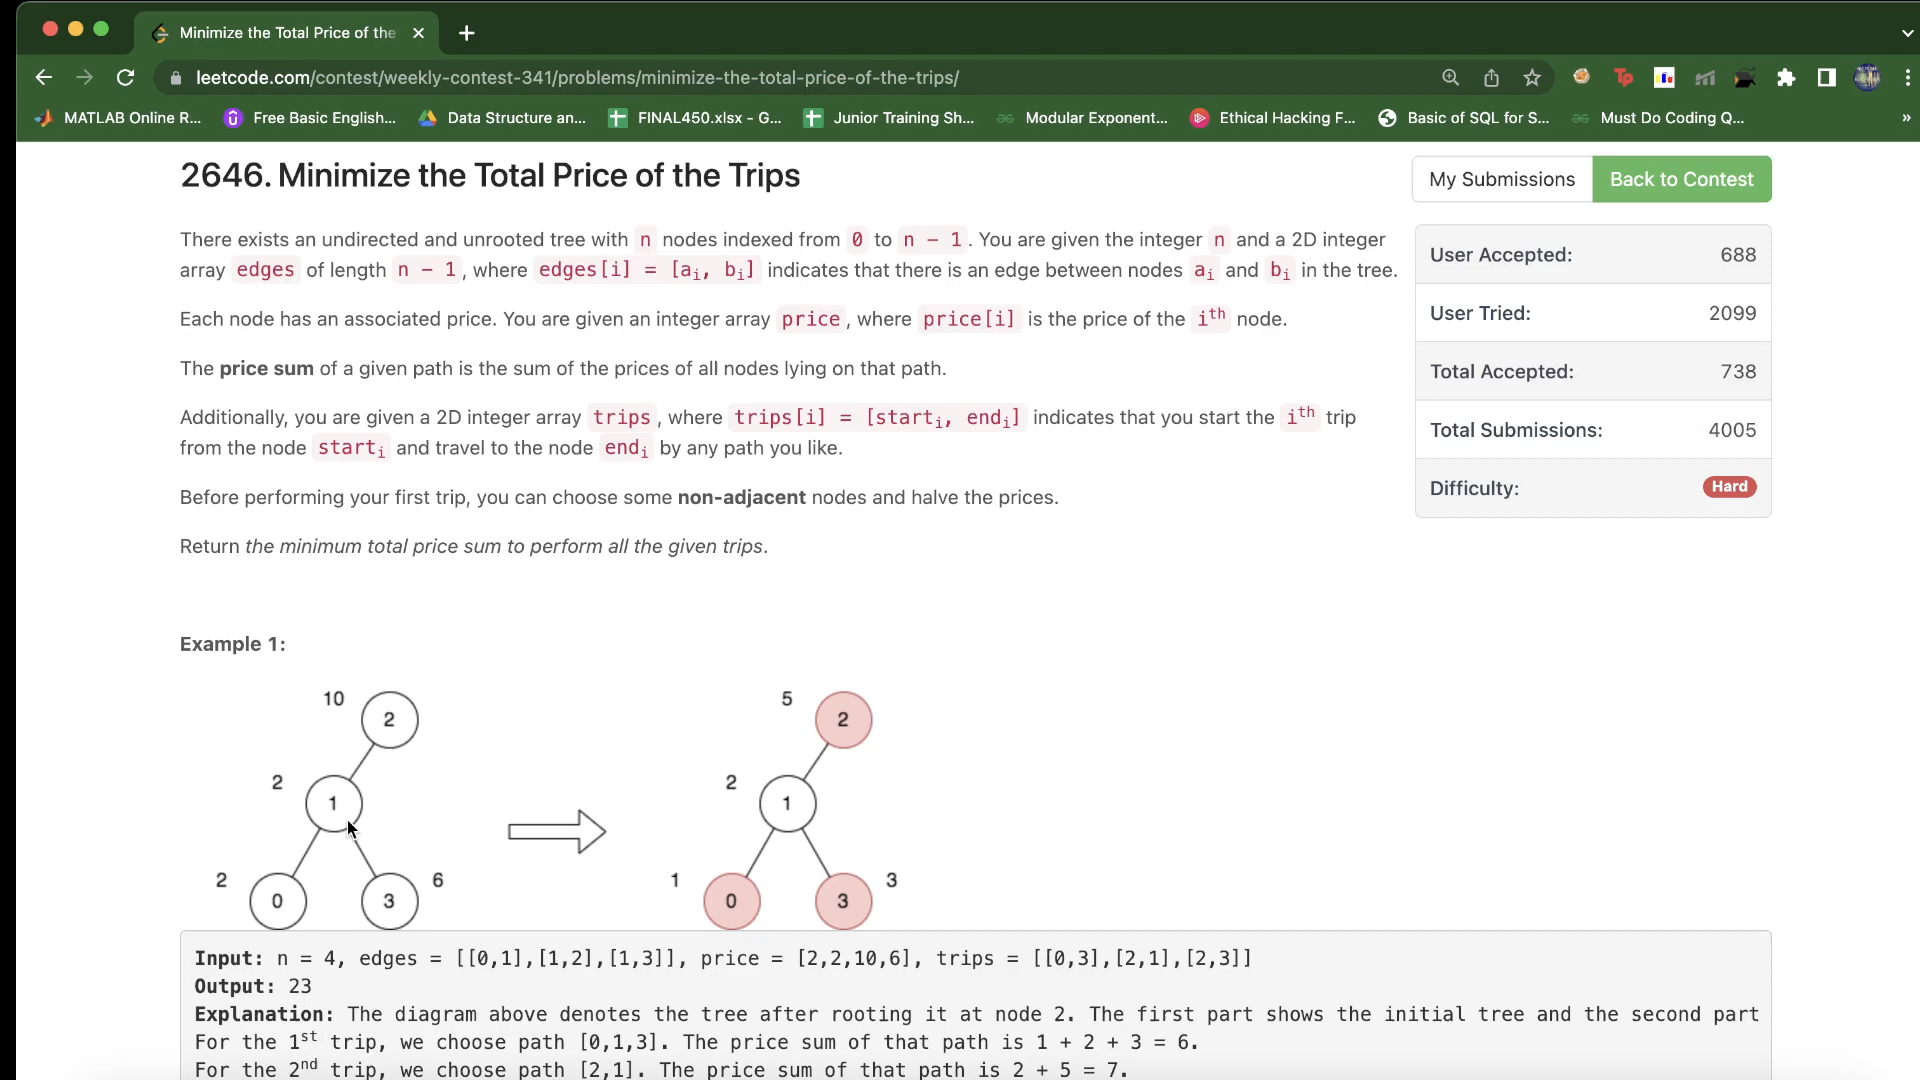 Minimize the Total Price of the
leetcode.com/contest/weekly-contest-341/problems/minimize-the-total-price-of-the-trips/
MATLAB Online R... Free Basic English... Data Structure an... FINAL450.xlsx - G... Junior Training Sh... Modular Exponent... Ethical Hacking F... Basic of SQL for S... Must Do Coding Q... »
2646. Minimize the Total Price of the Trips
My Submissions Back to Contest
There exists an undirected and unrooted tree with n nodes indexed from 0 to n - 1. You are given the integer n and a 2D integer
array edges of length n - 1, where edges[i] = [ai, bi] indicates that there is an edge between nodes ai and bi in the tree.
Each node has an associated price. You are given an integer array price, where price[i] is the price of the ith node.
The price sum of a given path is the sum of the prices of all nodes lying on that path.
Additionally, you are given a 2D integer array trips, where trips[i] = [starti, endi] indicates that you start the ith trip
from the node starti and travel to the node endi by any path you like.
Before performing your first trip, you can choose some non-adjacent nodes and halve the prices.
Return the minimum total price sum to perform all the given trips.
User Accepted: 688
User Tried: 2099
Total Accepted: 738
Total Submissions: 4005
Difficulty: Hard
Example 1:
10 2 5 2
2 1 2 1
2 0 3 6 1 0 3 3
Input: n = 4, edges = [[0,1],[1,2],[1,3]], price = [2,2,10,6], trips = [[0,3],[2,1],[2,3]]
Output: 23
Explanation: The diagram above denotes the tree after rooting it at node 2. The first part shows the initial tree and the second part
For the 1st trip, we choose path [0,1,3]. The price sum of that path is 1 + 2 + 3 = 6.
For the 2nd trip, we choose path [2,1]. The price sum of that path is 2 + 5 = 7.